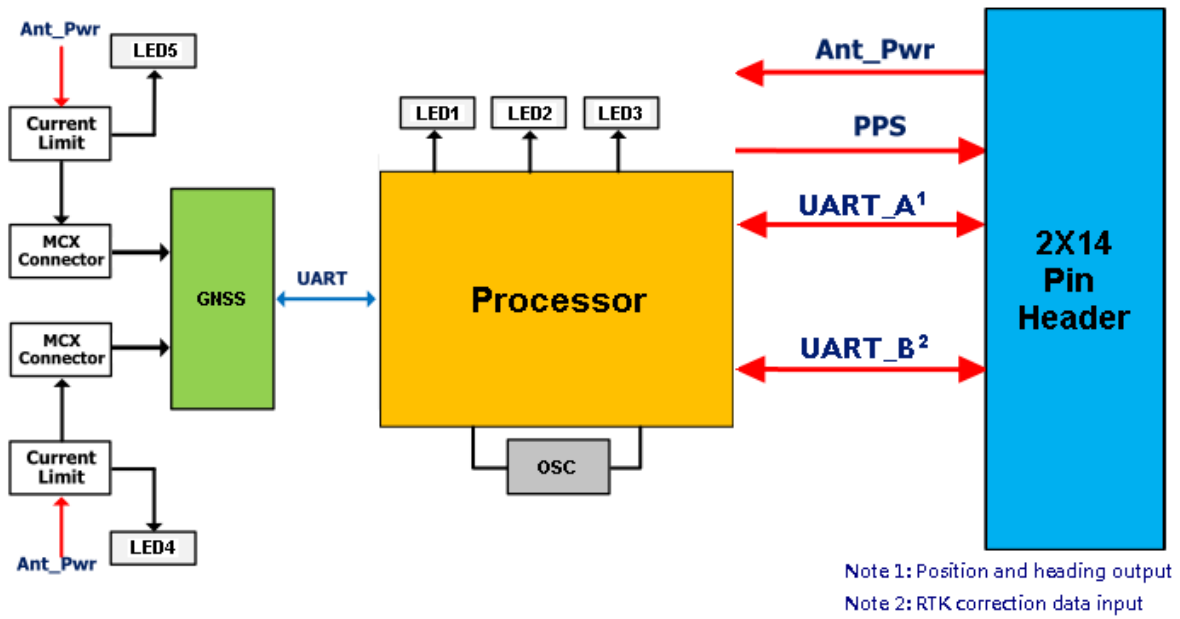 Ant_Pwr
LED5
Current
Limit
MCX
Connector
GNSS
MCX
Connector
Current
Limit
LED4
Ant_Pwr
UART
LED1
LED2
LED3
Processor
OSC
Ant_Pwr
PPS
UART_A¹
UART_B²
2X14
Pin
Header
Note 1: Position and heading output
Note 2: RTK correction data input